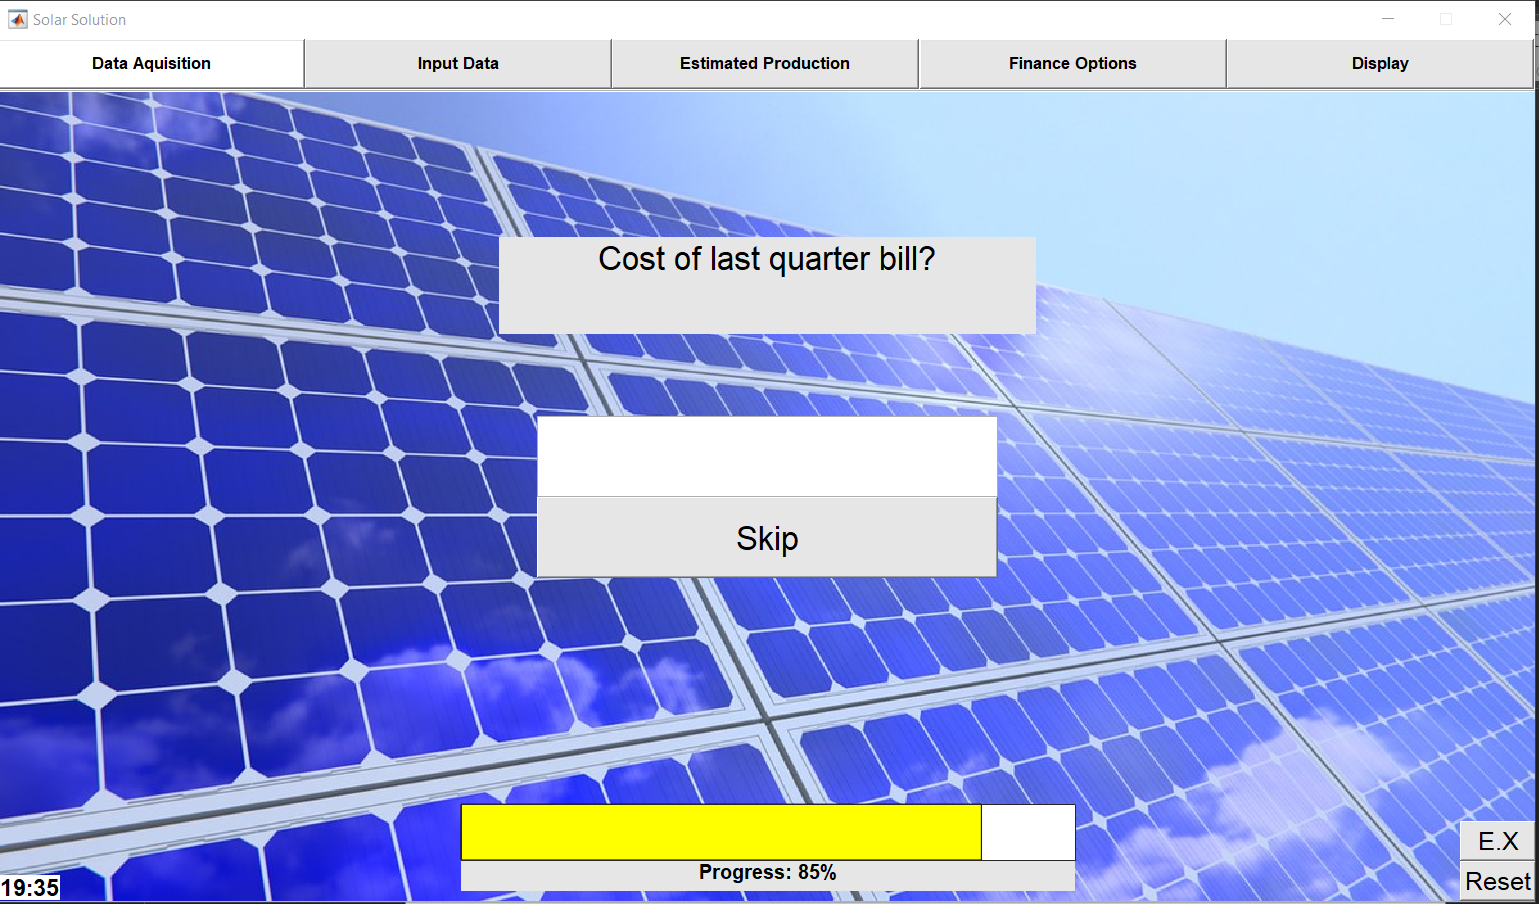 Solar Solution
Data Aquisition
Input Data
Estimated Production
Finance Options
Display
Cost of last quarter bill?
Skip
Progress: 85%
19:35
E.X
Reset